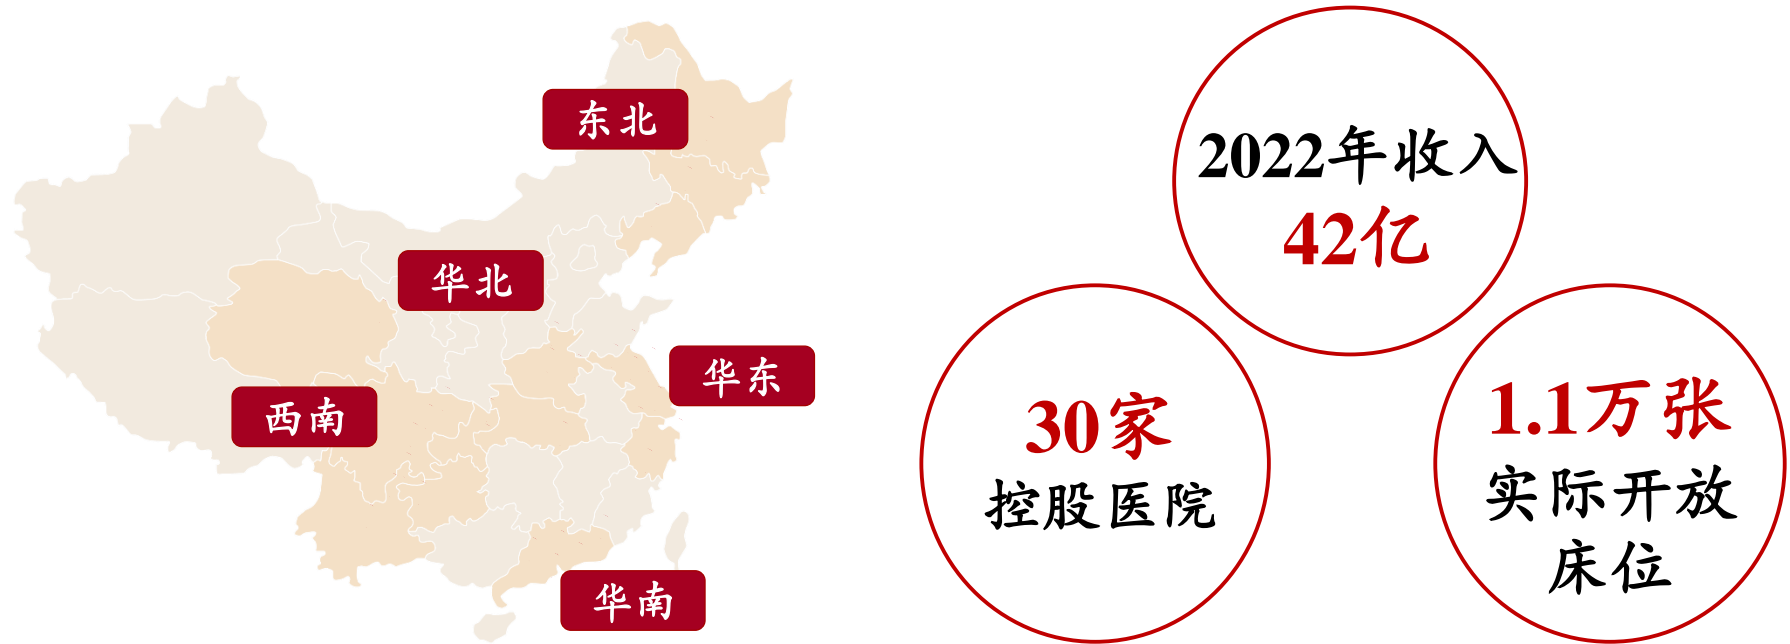 东北
华北
华东
西南
华南
2022年收入
42亿
30家
控股医院
1.1万张
实际开放
床位